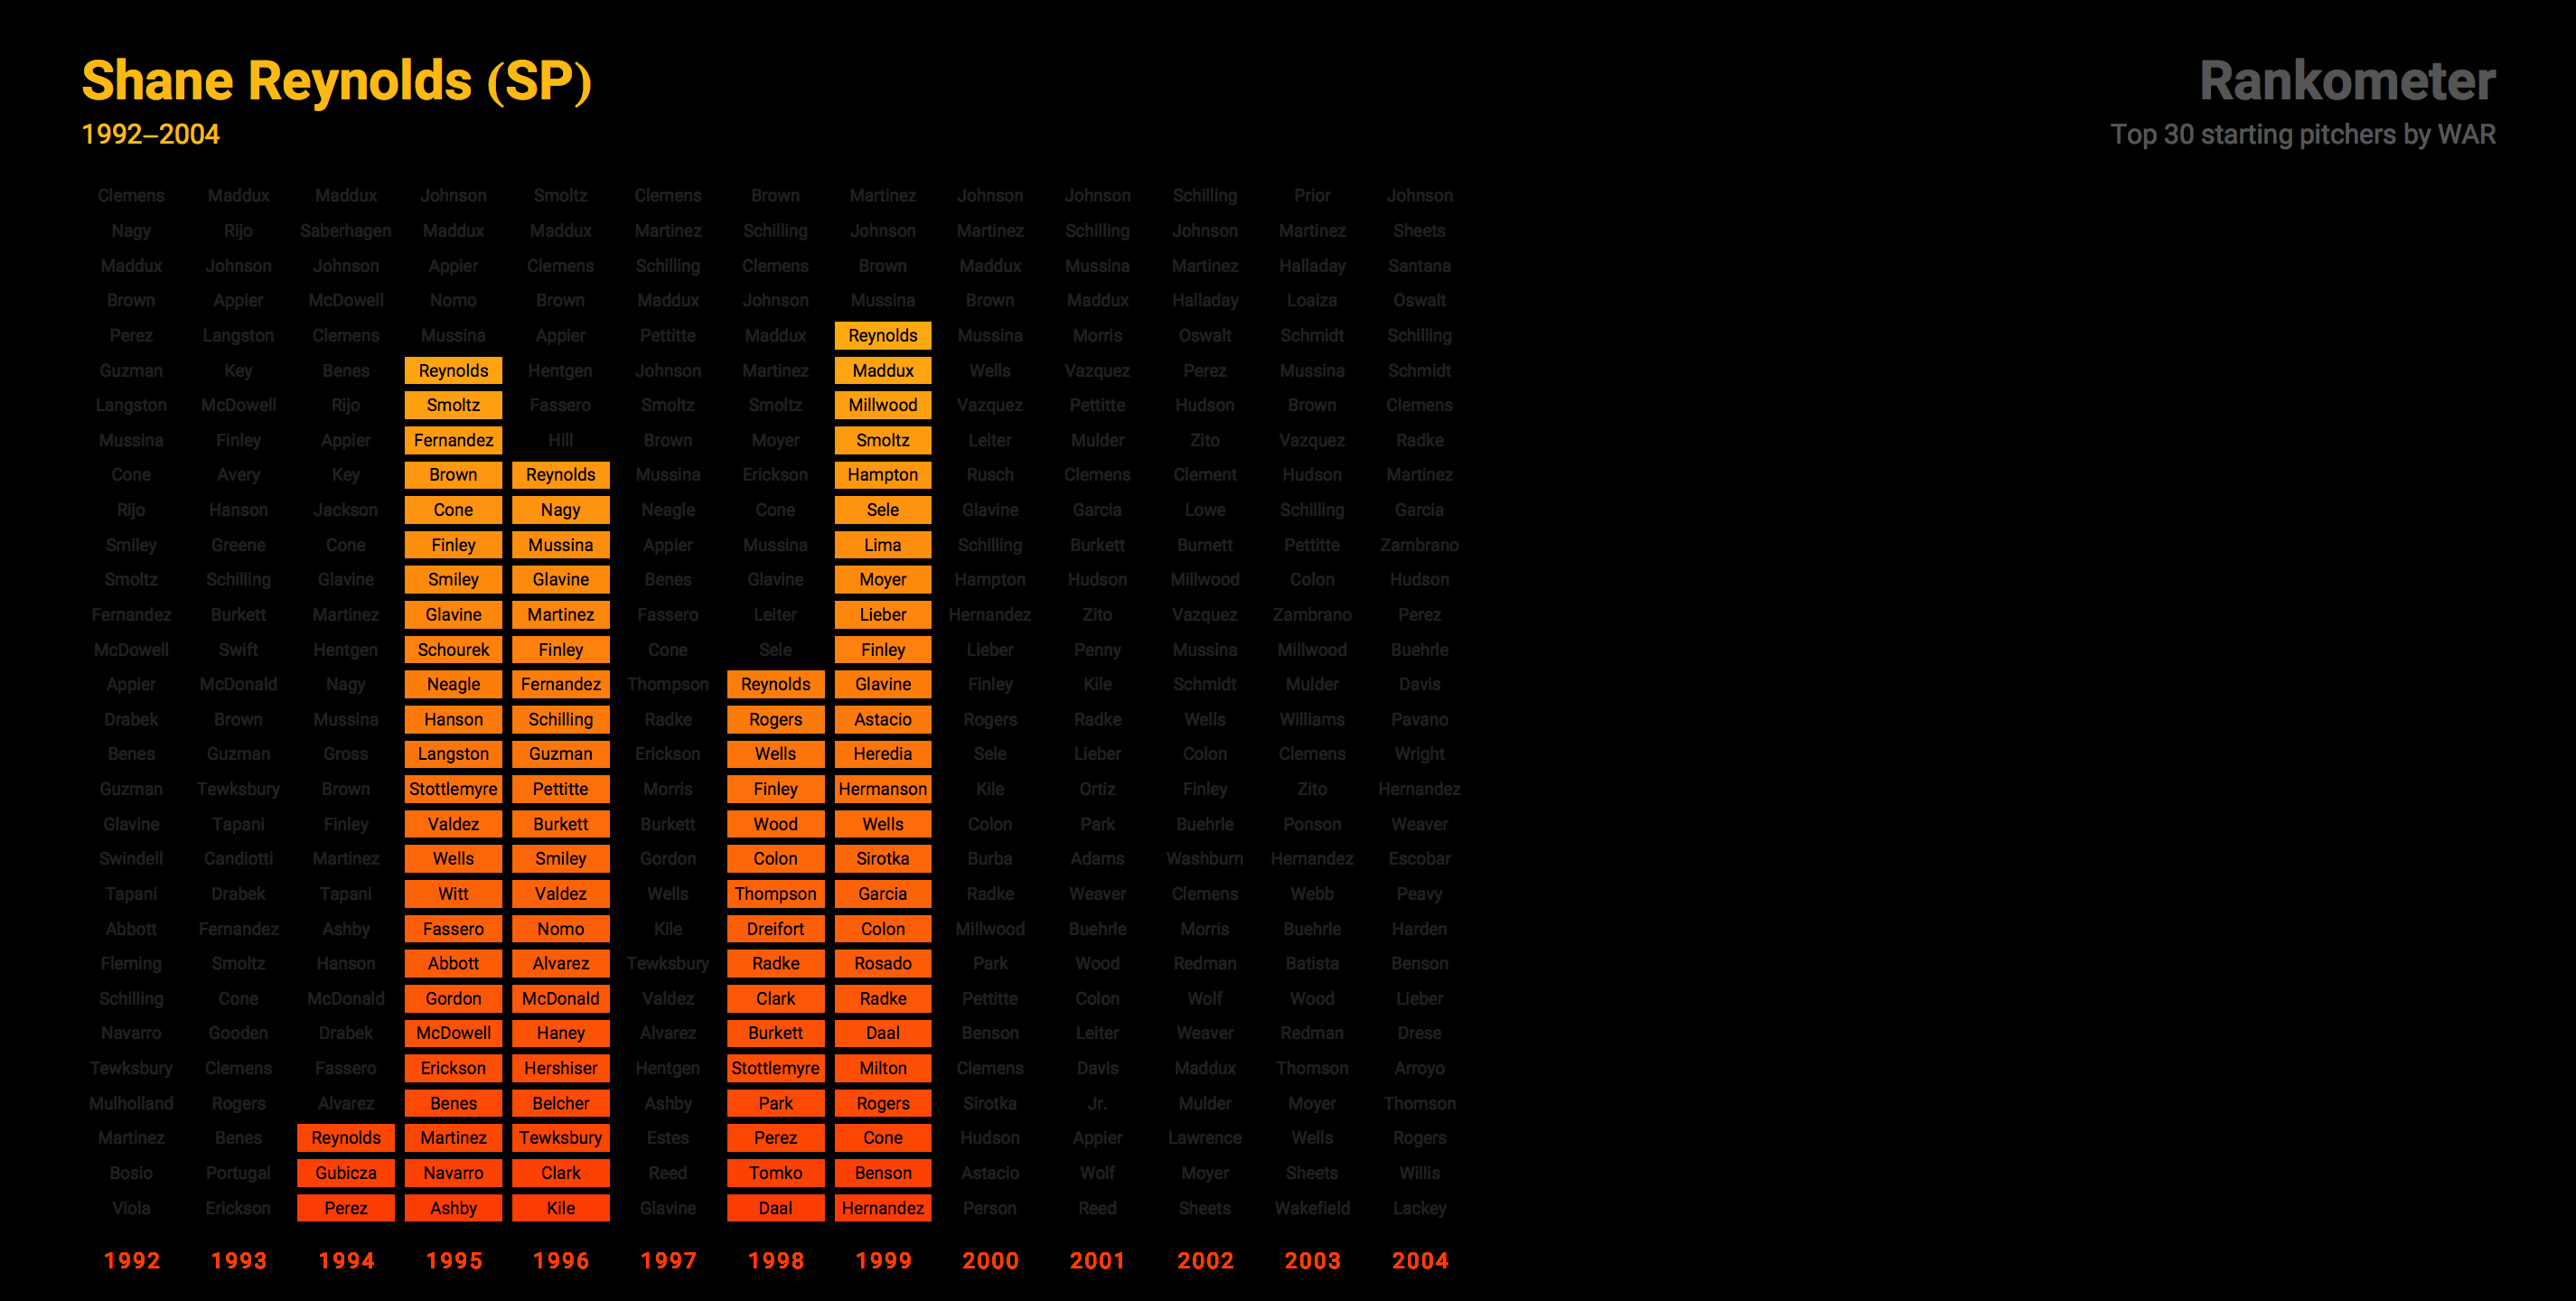 Shane Reynolds (SP)
1992–2004
Rankometer
Top 30 starting pitchers by WAR
Clemens Maddux Maddux Johnson Smoltz Clemens Brown Martinez Johnson Johnson Schilling Prior Johnson
Nagy Rijo Saberhagen Maddux Maddux Martinez Schilling Johnson Martinez Schilling Johnson Martinez Sheets
Maddux Johnson Johnson Appier Clemens Schilling Clemens Brown Maddux Mussina Martinez Halladay Santana
Brown Appier McDowell Nomo Brown Maddux Johnson Mussina Brown Maddux Halladay Loaiza Oswalt
Perez Langston Clemens Mussina Appier Pettitte Maddux Reynolds Mussina Morris Oswalt Schmidt Schilling
Guzman Key Benes Reynolds Hentgen Johnson Martinez Maddux Wells Vazquez Perez Mussina Schmidt
Langston McDowell Rijo Smoltz Fassero Smoltz Smoltz Millwood Vazquez Pettitte Hudson Brown Clemens
Mussina Finley Appier Fernandez Hill Brown Moyer Smoltz Leiter Mulder Zito Vazquez Radke
Cone Avery Key Brown Reynolds Mussina Erickson Hampton Rusch Clemens Clement Hudson Martinez
Rijo Hanson Jackson Cone Nagy Neagle Cone Sele Glavine Garcia Lowe Schilling Garcia
Smiley Greene Cone Finley Mussina Appier Mussina Lima Schilling Burkett Burnett Pettitte Zambrano
Smoltz Schilling Glavine Smiley Glavine Benes Glavine Moyer Hampton Hudson Millwood Colon Hudson
Fernandez Burkett Martinez Glavine Martinez Fassero Leiter Lieber Hernandez Zito Vazquez Zambrano Perez
McDowell Swift Hentgen Schourek Finley Cone Sele Finley Lieber Penny Mussina Millwood Buehrle
Appier McDonald Nagy Neagle Fernandez Thompson Reynolds Glavine Finley Kile Schmidt Mulder Davis
Drabek Brown Mussina Hanson Schilling Radke Rogers Astacio Rogers Radke Wells Williams Pavano
Benes Guzman Gross Langston Guzman Erickson Wells Heredia Sele Lieber Colon Clemens Wright
Guzman Tewksbury Brown Stottlemyre Pettitte Morris Finley Hermanson Kile Ortiz Finley Zito Hernandez
Glavine Tapani Finley Valdez Burkett Burkett Wood Wells Colon Park Buehrle Ponson Weaver
Swindell Candiotti Martinez Wells Smiley Gordon Colon Sirotka Burba Adams Washburn Hernandez Escobar
Tapani Drabek Tapani Witt Valdez Wells Thompson Garcia Radke Weaver Clemens Webb Peavy
Abbott Fernandez Ashby Fassero Nomo Kile Dreifort Colon Millwood Buehrle Morris Buehrle Harden
Fleming Smoltz Hanson Abbott Alvarez Tewksbury Radke Rosado Park Wood Redman Batista Benson
Schilling Cone McDonald Gordon McDonald Valdez Clark Radke Pettitte Colon Wolf Wood Lieber
Navarro Gooden Drabek McDowell Haney Alvarez Burkett Daal Benson Leiter Weaver Redman Drese
Tewksbury Clemens Fassero Erickson Hershiser Hentgen Stottlemyre Milton Clemens Davis Maddux Thomson Arroyo
Mulholland Rogers Alvarez Benes Belcher Ashby Park Rogers Sirotka Jr. Mulder Moyer Thomson
Martinez Benes Reynolds Martinez Tewksbury Estes Perez Cone Hudson Appier Lawrence Wells Rogers
Bosio Portugal Gubicza Navarro Clark Reed Tomko Benson Astacio Wolf Moyer Sheets Willis
Viola Erickson Perez Ashby Kile Glavine Daal Hernandez Person Reed Sheets Wakefield Lackey
1992 1993 1994 1995 1996 1997 1998 1999 2000 2001 2002 2003 2004